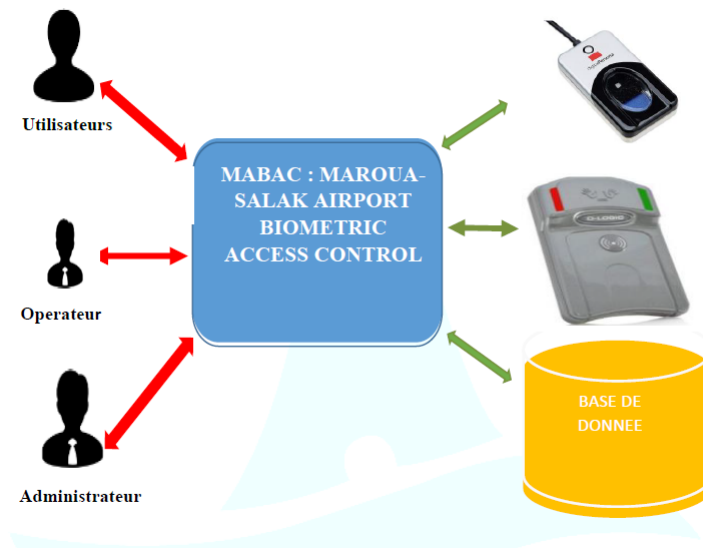 Utilisateurs
MABAC : MAROUA-
SALAK AIRPORT
BIOMETRIC
ACCESS CONTROL
Operateur
Administrateur
BASE DE
DONNEE